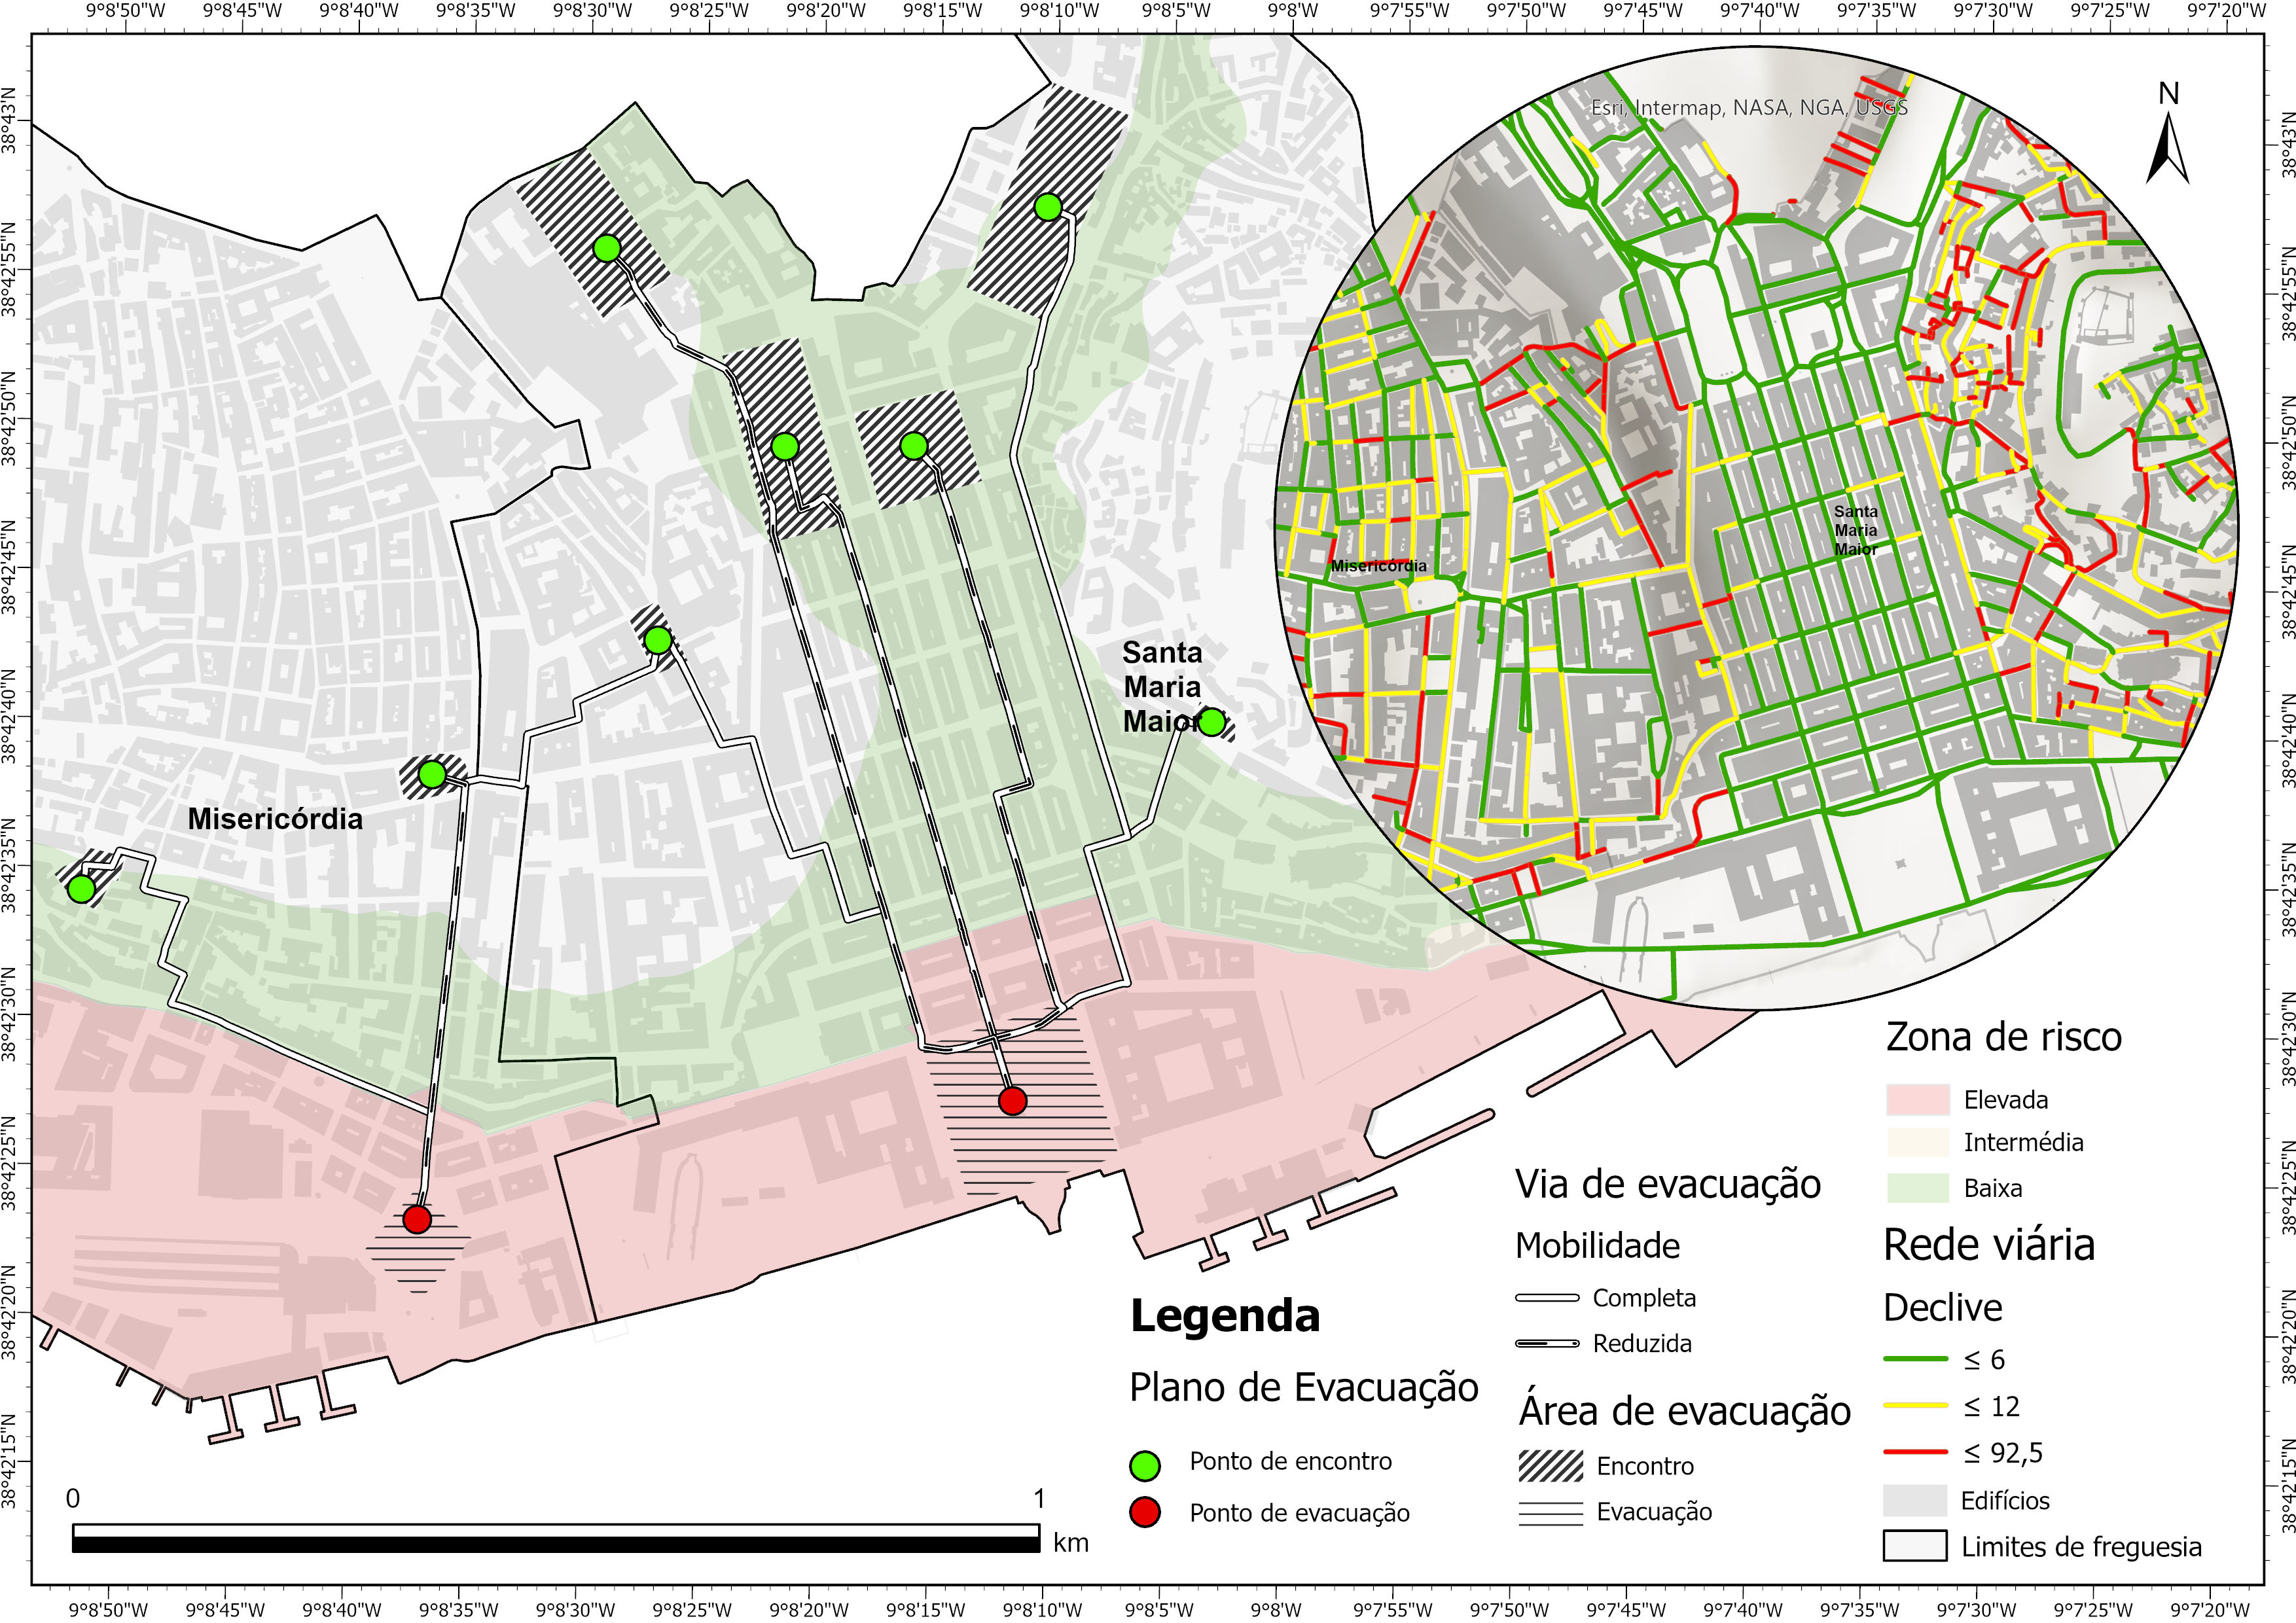 9°8'50"W 9°8'45"W 9°8'40"W 9°8'35"W 9°8'30"W 9°8'25"W 9°8'20"W 9°8'15"W 9°8'10"W 9°8'5"W 9°8'W 9°7'55"W 9°7'50"W 9°7'45"W 9°7'40"W 9°7'35"W 9°7'30"W 9°7'25"W 9°7'20"W
38°43'N
38°42'55"N
38°42'50"N
38°42'45"N
38°42'40"N
38°42'35"N
38°42'30"N
38°42'25"N
38°42'20"N
38°42'15"N
Esri, Intermap, NASA, NGA, USGS
N
Santa
Maria
Maior
Misericórdia
Santa
Maria
Maior
Misericórdia
Zona de risco
Elevada
Intermédia
Baixa
Rede viária
Declive
≤ 6
≤ 12
≤ 92,5
Edifícios
Limites de freguesia
Via de evacuação
Mobilidade
Completa
Reduzida
Área de evacuação
Encontro
Evacuação
Legenda
Plano de Evacuação
Ponto de encontro
Ponto de evacuação
0 1
km
38°43'N
38°42'55"N
38°42'50"N
38°42'45"N
38°42'40"N
38°42'35"N
38°42'30"N
38°42'25"N
38°42'20"N
38°42'15"N
9°8'50"W 9°8'45"W 9°8'40"W 9°8'35"W 9°8'30"W 9°8'25"W 9°8'20"W 9°8'15"W 9°8'10"W 9°8'5"W 9°8'W 9°7'55"W 9°7'50"W 9°7'45"W 9°7'40"W 9°7'35"W 9°7'30"W 9°7'25"W 9°7'20"W